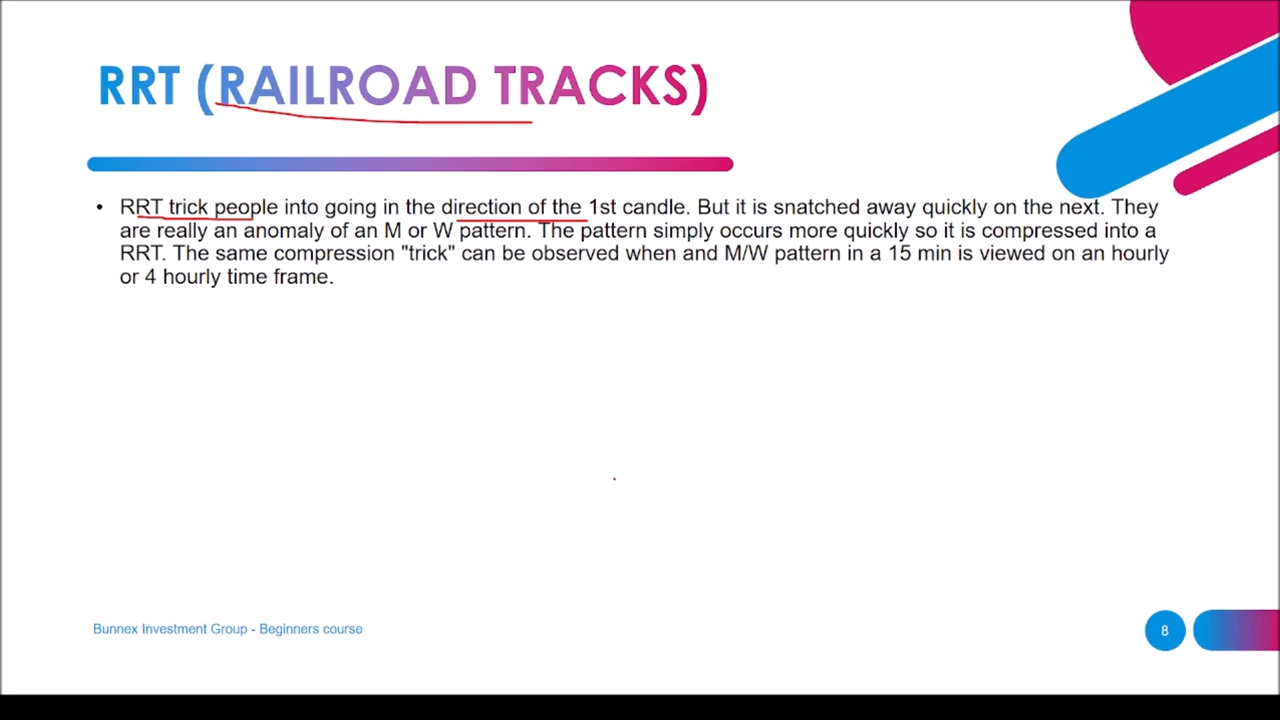 RRT (RAILROAD TRACKS)
• RRT trick people into going in the direction of the 1st candle. But it is snatched away quickly on the next. They
are really an anomaly of an M or W pattern. The pattern simply occurs more quickly so it is compressed into a
RRT. The same compression "trick" can be observed when and M/W pattern in a 15 min is viewed on an hourly
or 4 hourly time frame.
Bunnex Investment Group - Beginners course
8